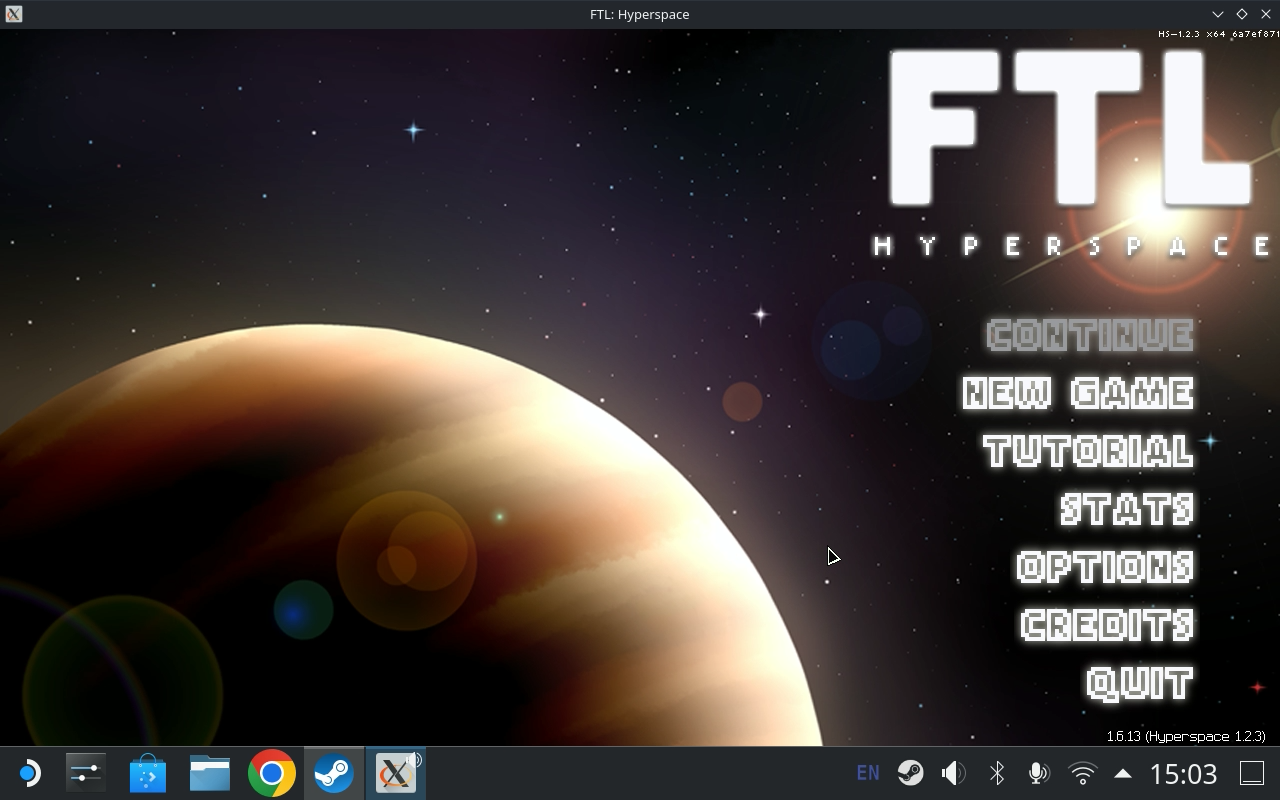 FTL: Hyperspace
HS-1.2.3 x64 6a7ef871
FTL
HYPERSPACE
CONTINUE
NEW GAME
TUTORIAL
STATS
OPTIONS
CREDITS
QUIT
1.6.13 (Hyperspace 1.2.3)
EN
15:03